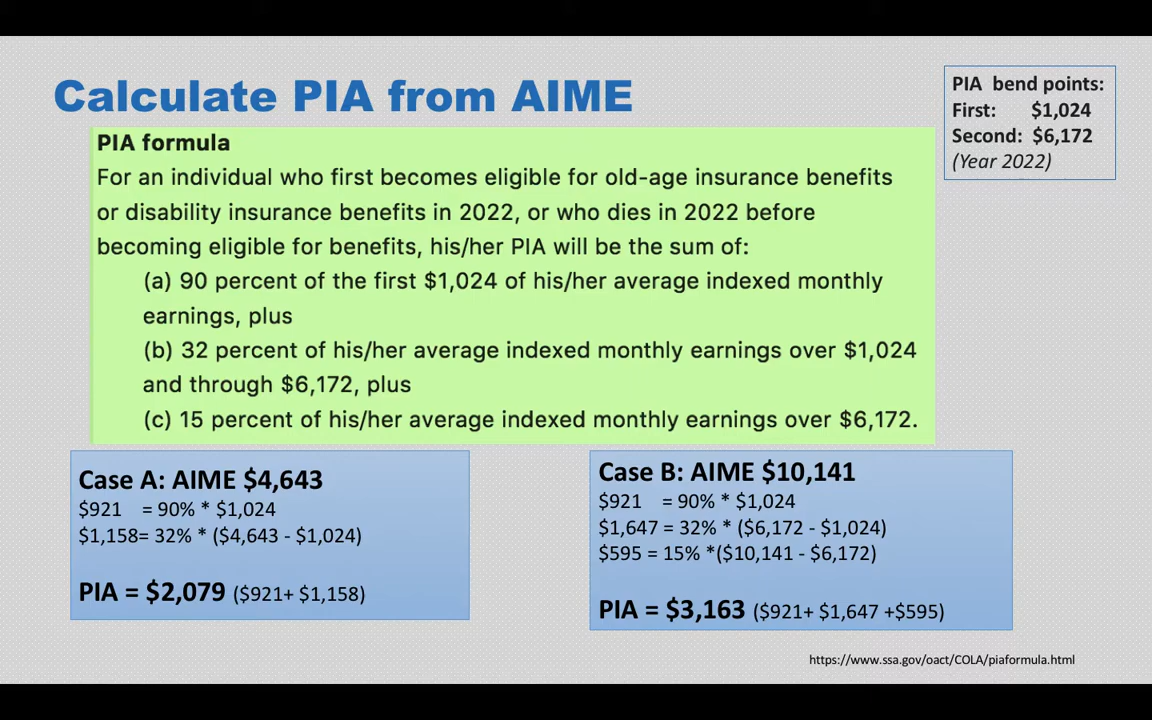 Calculate PIA from AIME
PIA bend points:
First: $1,024
Second: $6,172
(Year 2022)
PIA formula
For an individual who first becomes eligible for old-age insurance benefits
or disability insurance benefits in 2022, or who dies in 2022 before
becoming eligible for benefits, his/her PIA will be the sum of:
(a) 90 percent of the first $1,024 of his/her average indexed monthly
earnings, plus
(b) 32 percent of his/her average indexed monthly earnings over $1,024
and through $6,172, plus
(c) 15 percent of his/her average indexed monthly earnings over $6,172.
Case A: AIME $4,643
$921 = 90% * $1,024
$1,158= 32% * ($4,643 - $1,024)
PIA = $2,079 ($921+ $1,158)
Case B: AIME $10,141
$921 = 90% * $1,024
$1,647 = 32% * ($6,172 - $1,024)
$595 = 15% *($10,141 - $6,172)
PIA = $3,163 ($921+ $1,647 +$595)
https://www.ssa.gov/oact/COLA/piaformula.html